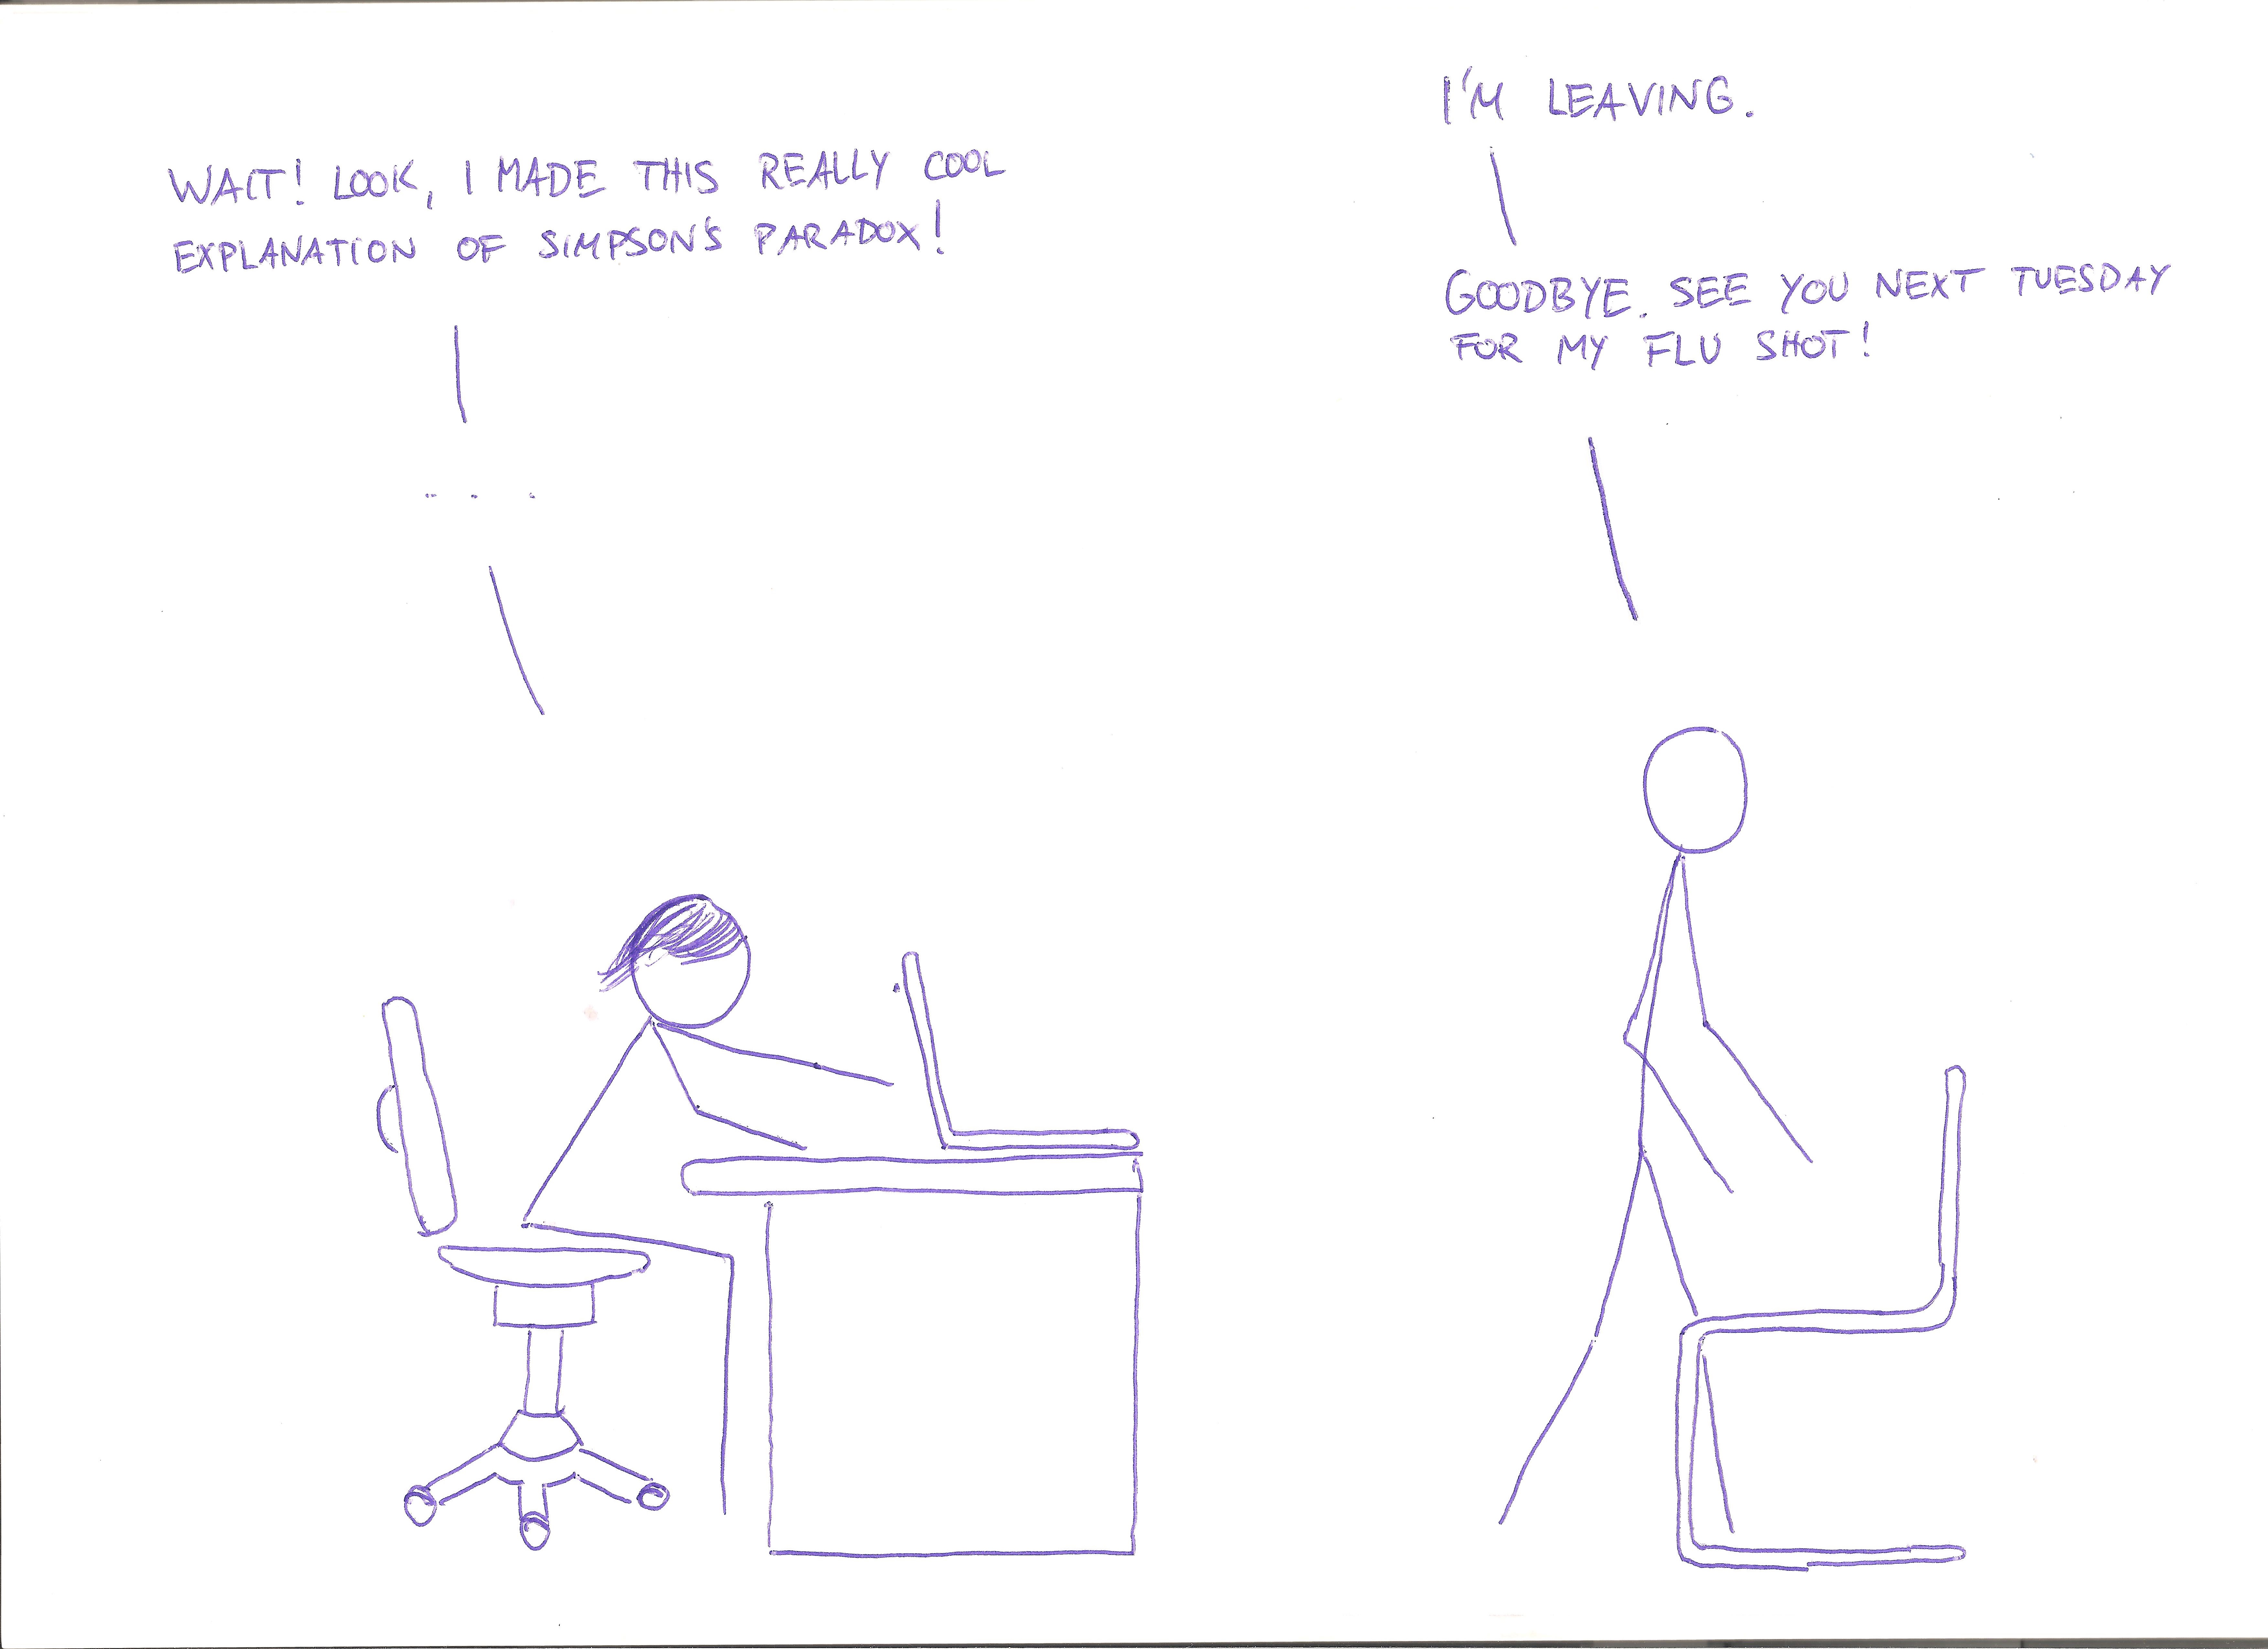 I'M LEAVING.
WAIT! LOOK, I MADE THIS REALLY COOL
EXPLANATION OF SIMPSON'S PARADOX!
...
GOODBYE. SEE YOU NEXT TUESDAY
FOR MY FLU SHOT!